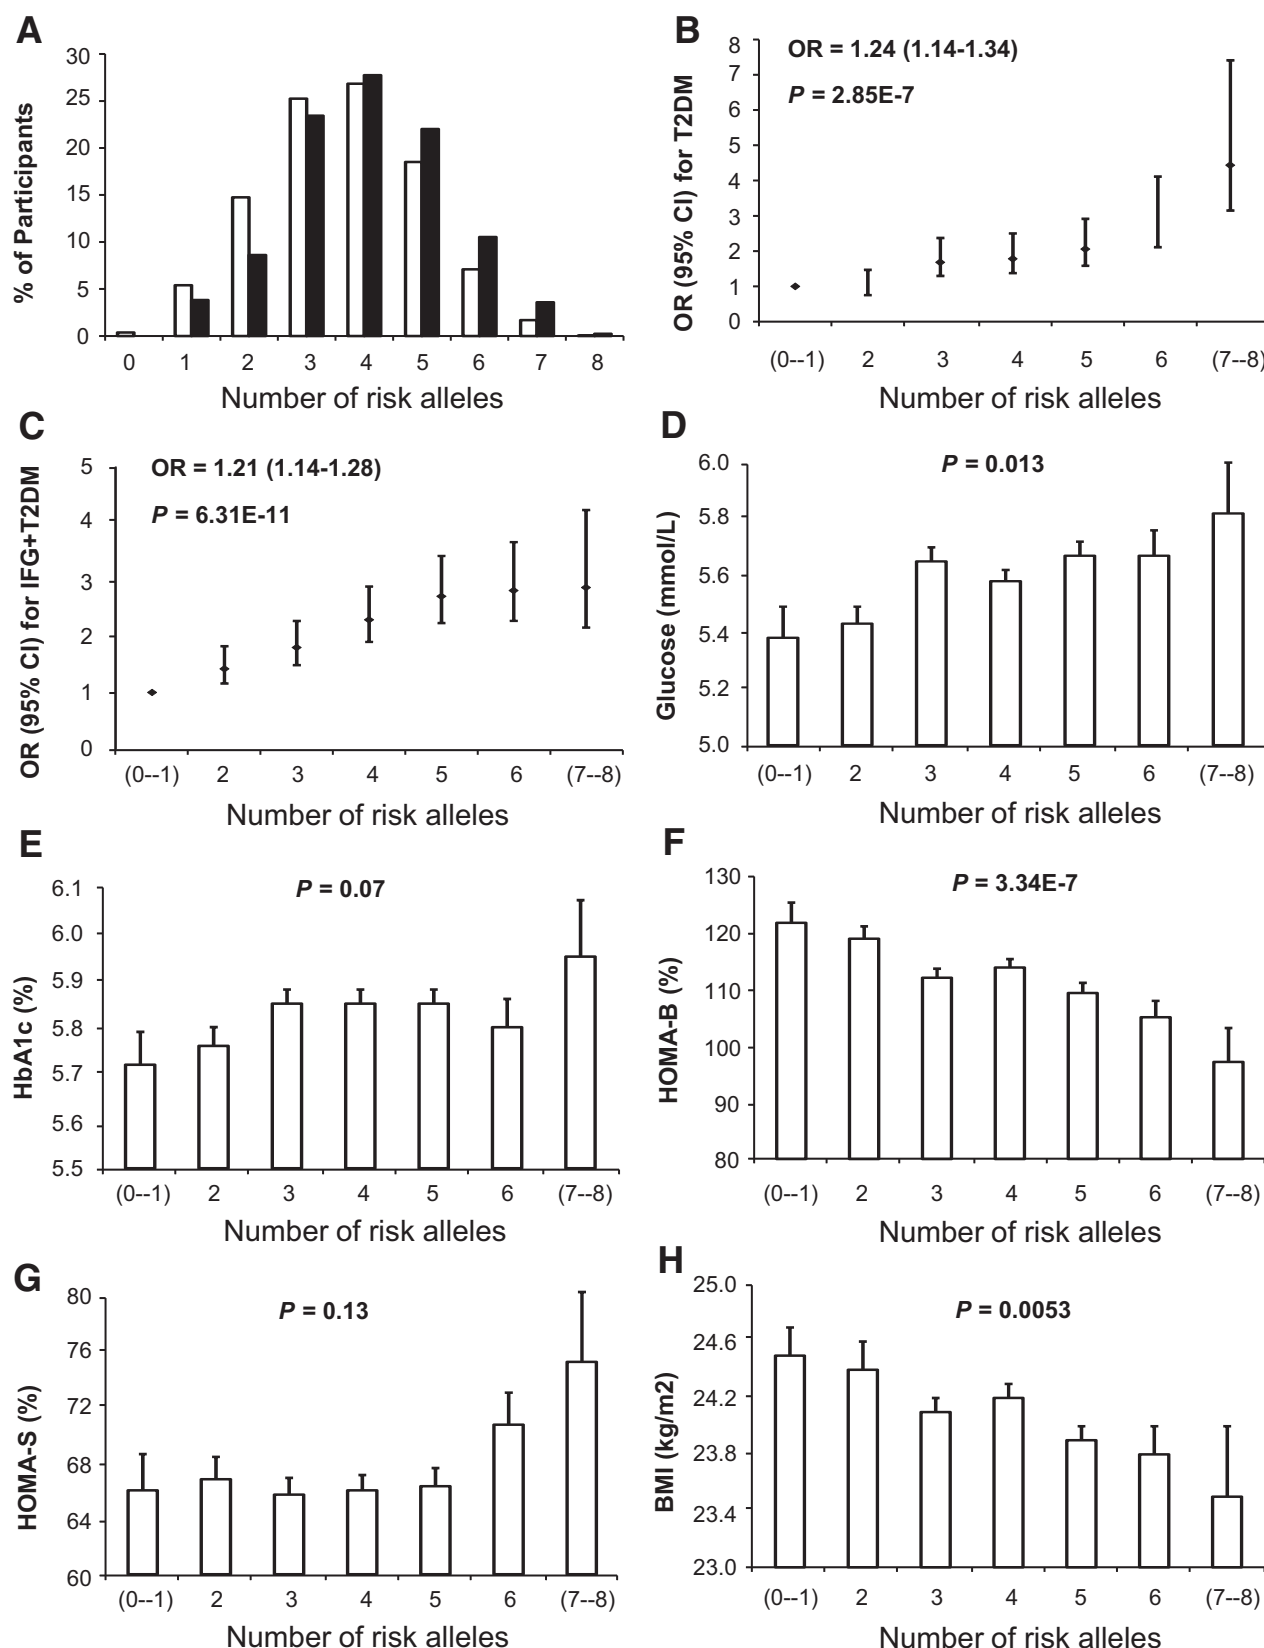 A
% of Participants
30
25
20
15
10
5
0
0 1 2 3 4 5 6 7 8
Number of risk alleles
B
OR (95% CI) for T2DM
OR = 1.24 (1.14-1.34)
P = 2.85E-7
8
7
6
5
4
3
2
1
0
(0--1) 2 3 4 5 6 (7--8)
Number of risk alleles
C
OR (95% CI) for IFG+T2DM
OR = 1.21 (1.14-1.28)
P = 6.31E-11
5
4
3
2
1
0
(0--1) 2 3 4 5 6 (7--8)
Number of risk alleles
D
Glucose (mmol/L)
P = 0.013
6.0
5.8
5.6
5.4
5.2
5.0
(0--1) 2 3 4 5 6 (7--8)
Number of risk alleles
E
HbA1c (%)
P = 0.07
6.1
6.0
5.9
5.8
5.7
5.6
5.5
(0--1) 2 3 4 5 6 (7--8)
Number of risk alleles
F
HOMA-B (%)
P = 3.34E-7
130
120
110
100
90
80
(0--1) 2 3 4 5 6 (7--8)
Number of risk alleles
G
HOMA-S (%)
P = 0.13
80
76
72
68
64
60
(0--1) 2 3 4 5 6 (7--8)
Number of risk alleles
H
BMI (kg/m2)
P = 0.0053
25.0
24.6
24.2
23.8
23.4
23.0
(0--1) 2 3 4 5 6 (7--8)
Number of risk alleles